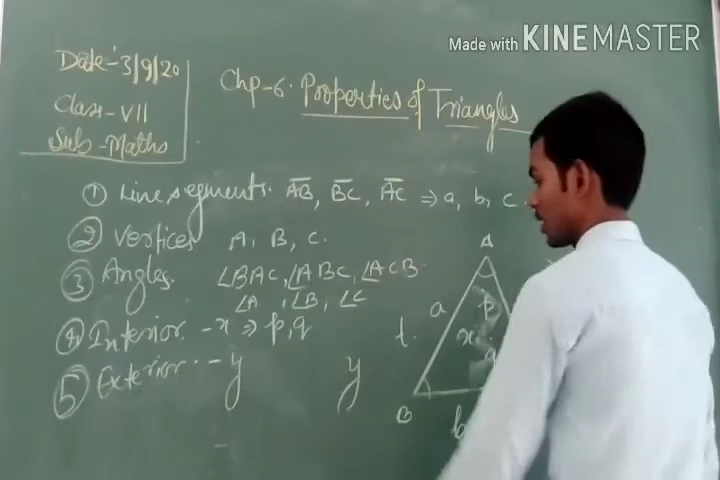 Made with KINEMASTER
Date:- 3/9/20
Class - VII
Sub - Maths
Chp - 6. Properties of Triangles
① Line segments. AB, BC, AC ⇒ a, b, c.
② Vertices A, B, C.
③ Angles. ∠BAC, ∠ABC, ∠ACB
∠A, ∠B, ∠C
④ Interior - x ⇒ p, q
⑤ Exterior - y
y
A
a
p
t.
x
q
B
b